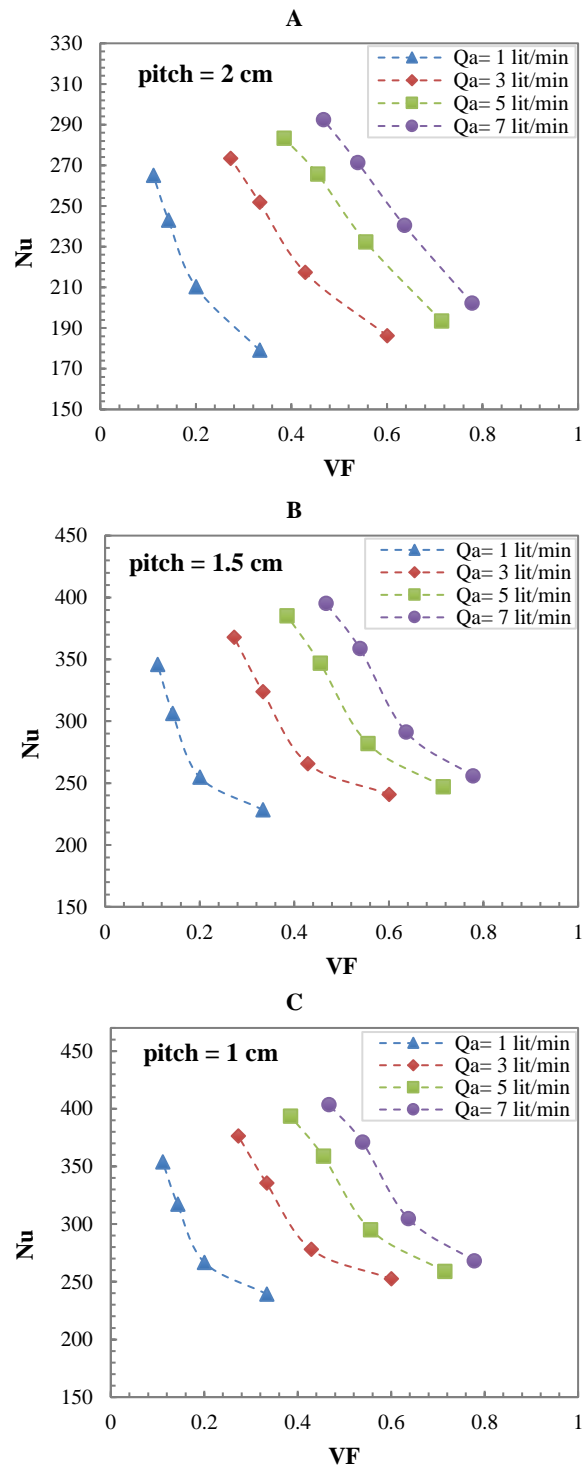 A
pitch = 2 cm
Qa= 1 lit/min
Qa= 3 lit/min
Qa= 5 lit/min
Qa= 7 lit/min
330
310
290
270
250
230
210
190
170
150
Nu
0 0.2 0.4 0.6 0.8 1
VF
B
pitch = 1.5 cm
Qa= 1 lit/min
Qa= 3 lit/min
Qa= 5 lit/min
Qa= 7 lit/min
450
400
350
300
250
200
150
Nu
0 0.2 0.4 0.6 0.8 1
VF
C
pitch = 1 cm
Qa= 1 lit/min
Qa= 3 lit/min
Qa= 5 lit/min
Qa= 7 lit/min
450
400
350
300
250
200
150
Nu
0 0.2 0.4 0.6 0.8 1
VF